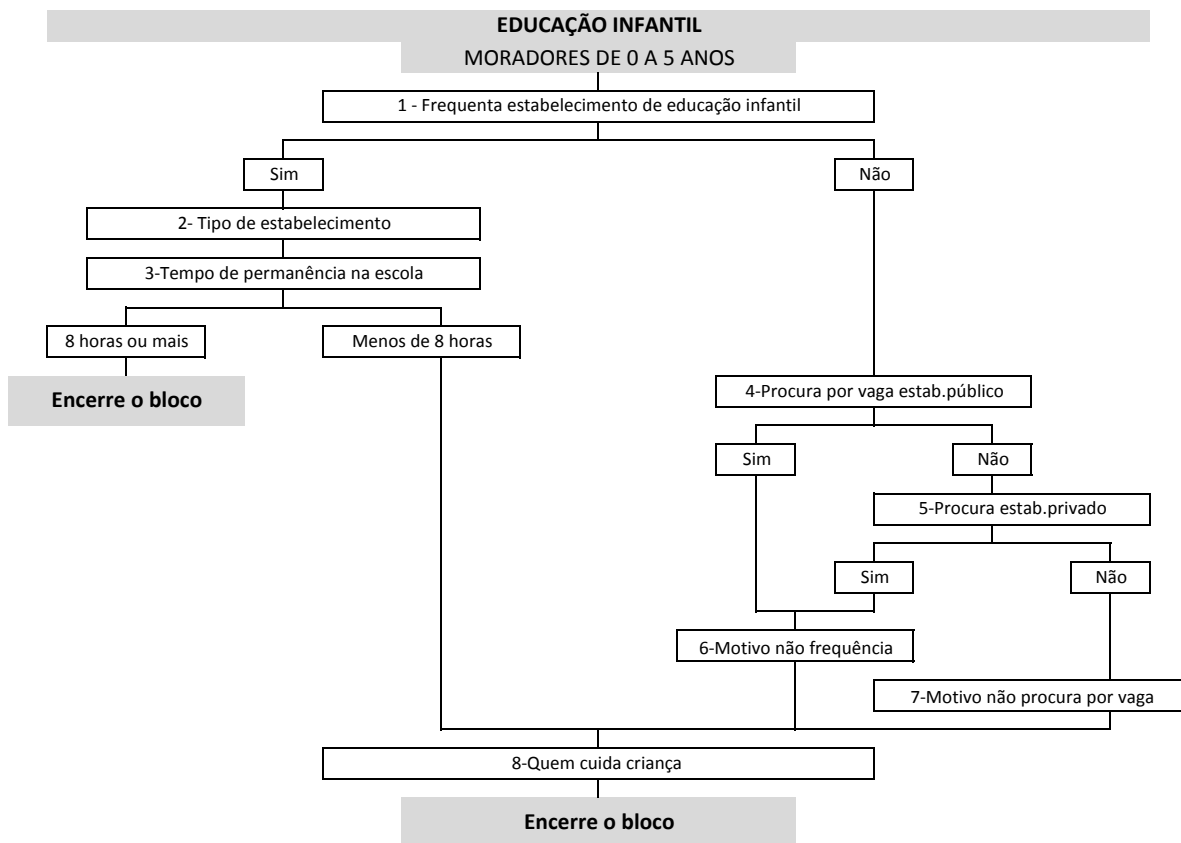 EDUCAÇÃO INFANTIL
MORADORES DE 0 A 5 ANOS
1 - Frequenta estabelecimento de educação infantil
Sim
Não
2- Tipo de estabelecimento
3-Tempo de permanência na escola
8 horas ou mais
Menos de 8 horas
Encerre o bloco
4-Procura por vaga estab.público
Sim
Não
5-Procura estab.privado
Sim
Não
6-Motivo não frequência
7-Motivo não procura por vaga
8-Quem cuida criança
Encerre o bloco